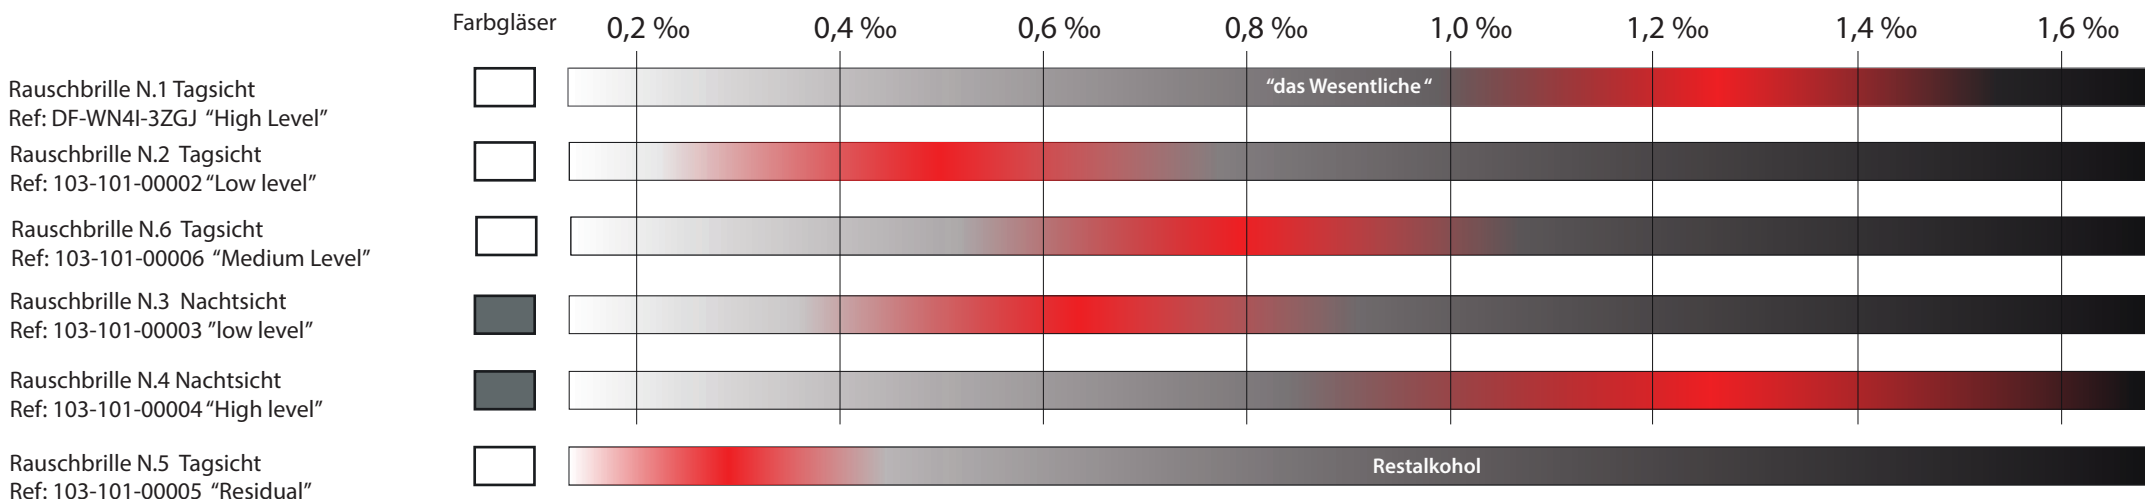 Farbgläser 0,2 ‰ 0,4 ‰ 0,6 ‰ 0,8 ‰ 1,0 ‰ 1,2 ‰ 1,4 ‰ 1,6 ‰
Rauschbrille N.1 Tagsicht
Ref: DF-WN4I-3ZGJ “High Level”
“das Wesentliche“
Rauschbrille N.2 Tagsicht
Ref: 103-101-00002 “Low level”
Rauschbrille N.6 Tagsicht
Ref: 103-101-00006 “Medium Level”
Rauschbrille N.3 Nachtsicht
Ref: 103-101-00003 ”low level”
Rauschbrille N.4 Nachtsicht
Ref: 103-101-00004 “High level”
Rauschbrille N.5 Tagsicht
Ref: 103-101-00005 “Residual”
Restalkohol